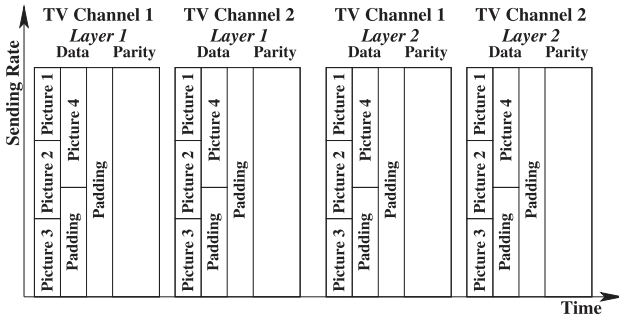 TV Channel 1 TV Channel 2 TV Channel 1 TV Channel 2
Layer 1 Layer 1 Layer 2 Layer 2
Data Parity Data Parity Data Parity Data Parity
Sending Rate
Picture 1
Picture 2
Picture 3
Picture 4
Padding
Padding
Picture 1
Picture 2
Picture 3
Picture 4
Padding
Padding
Picture 1
Picture 2
Picture 3
Picture 4
Padding
Padding
Picture 1
Picture 2
Picture 3
Picture 4
Padding
Padding
Time